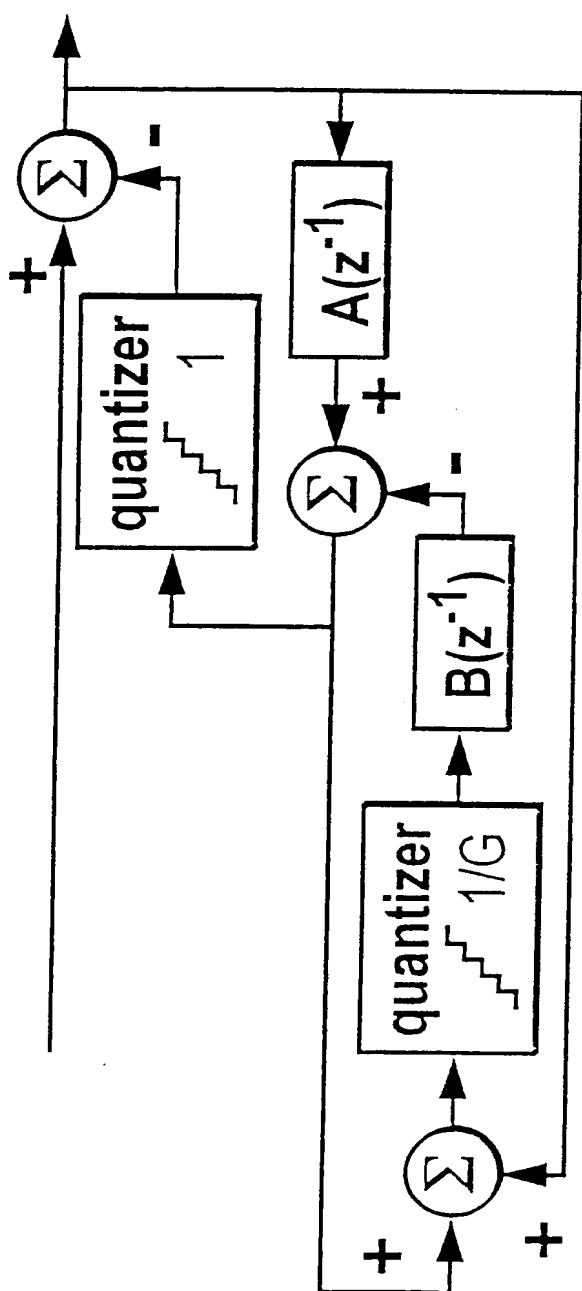 +
Σ
-
quantizer
1
A(z⁻¹)
+
Σ
-
B(z⁻¹)
quantizer
1/G
Σ
+
+